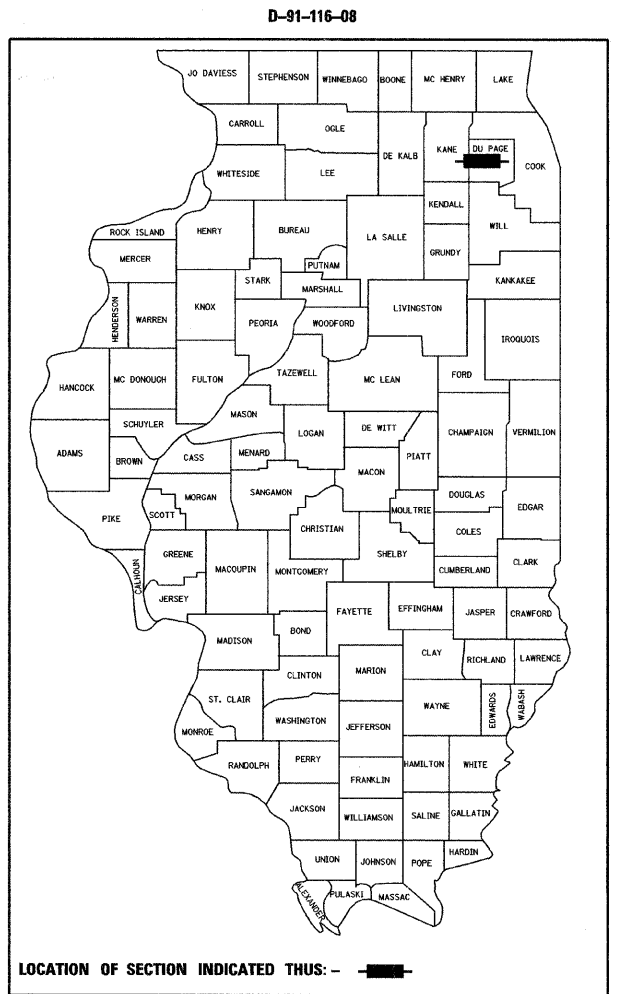 D-91-116-08
JO DAVIESS
STEPHENSON
WINNEBAGO
BOONE
MC HENRY
LAKE
CARROLL
OGLE
DE KALB
KANE
DU PAGE
COOK
WHITESIDE
LEE
KENDALL
WILL
ROCK ISLAND
HENRY
BUREAU
LA SALLE
GRUNDY
MERCER
PUTNAM
STARK
MARSHALL
KANKAKEE
HENDERSON
WARREN
KNOX
PEORIA
WOODFORD
LIVINGSTON
IROQUOIS
HANCOCK
MC DONOUGH
FULTON
TAZEWELL
MC LEAN
FORD
SCHUYLER
MASON
LOGAN
DE WITT
CHAMPAIGN
VERMILION
ADAMS
BROWN
CASS
MENARD
MACON
PIATT
MORGAN
SANGAMON
DOUGLAS
EDGAR
PIKE
SCOTT
CHRISTIAN
MOULTRIE
COLES
GREENE
MACOUPIN
MONTGOMERY
SHELBY
CUMBERLAND
CLARK
CALHOUN
JERSEY
FAYETTE
EFFINGHAM
JASPER
CRAWFORD
MADISON
BOND
CLAY
RICHLAND
LAWRENCE
CLINTON
MARION
ST. CLAIR
WAYNE
EDWARDS
WABASH
WASHINGTON
JEFFERSON
MONROE
RANDOLPH
PERRY
HAMILTON
WHITE
FRANKLIN
JACKSON
WILLIAMSON
SALINE
GALLATIN
UNION
JOHNSON
POPE
HARDIN
ALEXANDER
PULASKI
MASSAC
LOCATION OF SECTION INDICATED THUS: -